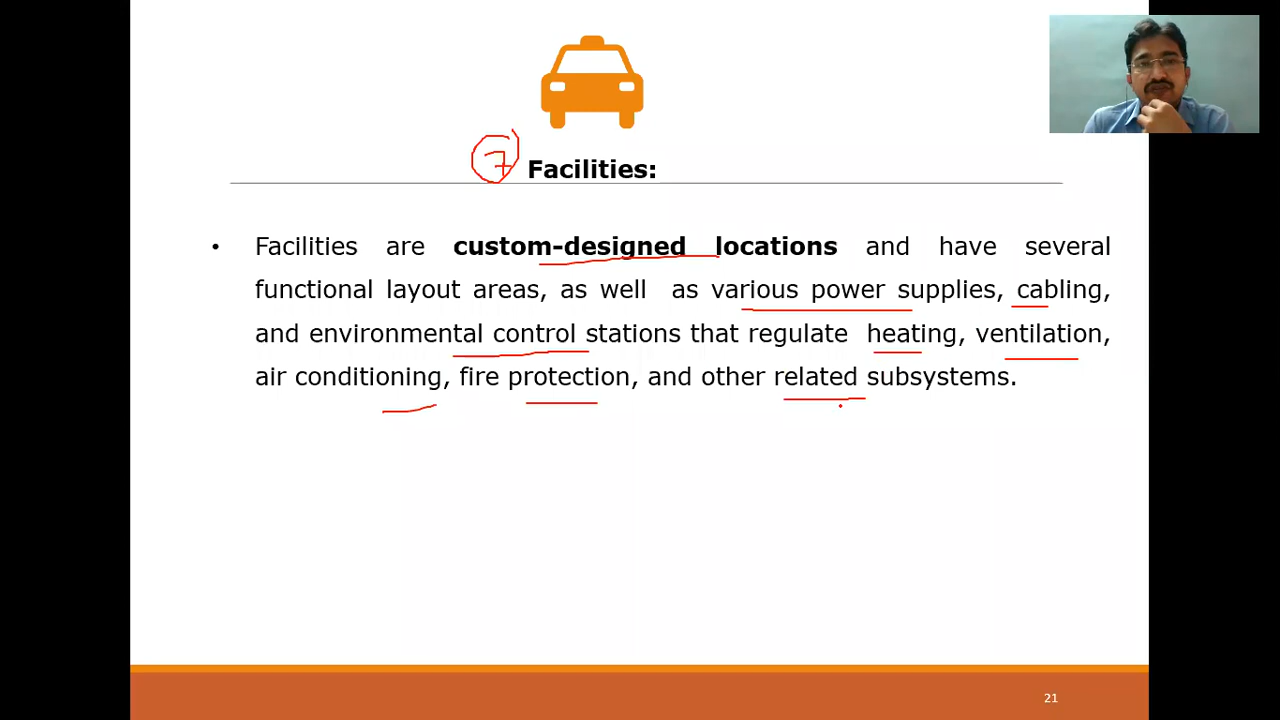 7 Facilities:
• Facilities are custom-designed locations and have several
functional layout areas, as well as various power supplies, cabling,
and environmental control stations that regulate heating, ventilation,
air conditioning, fire protection, and other related subsystems.
21